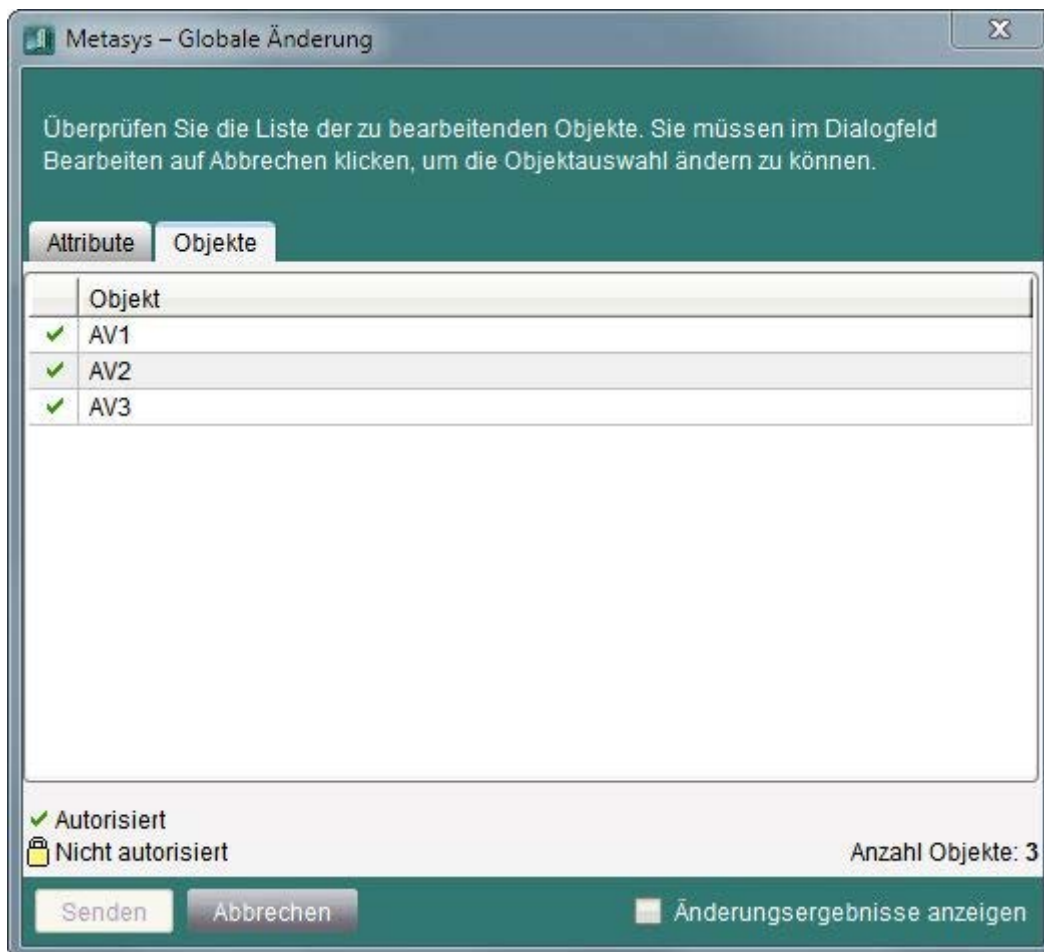 Metasys – Globale Änderung
Überprüfen Sie die Liste der zu bearbeitenden Objekte. Sie müssen im Dialogfeld
Bearbeiten auf Abbrechen klicken, um die Objektauswahl ändern zu können.
Attribute Objekte
Objekt
AV1
AV2
AV3
Autorisiert
Nicht autorisiert Anzahl Objekte: 3
Senden Abbrechen Änderungsergebnisse anzeigen